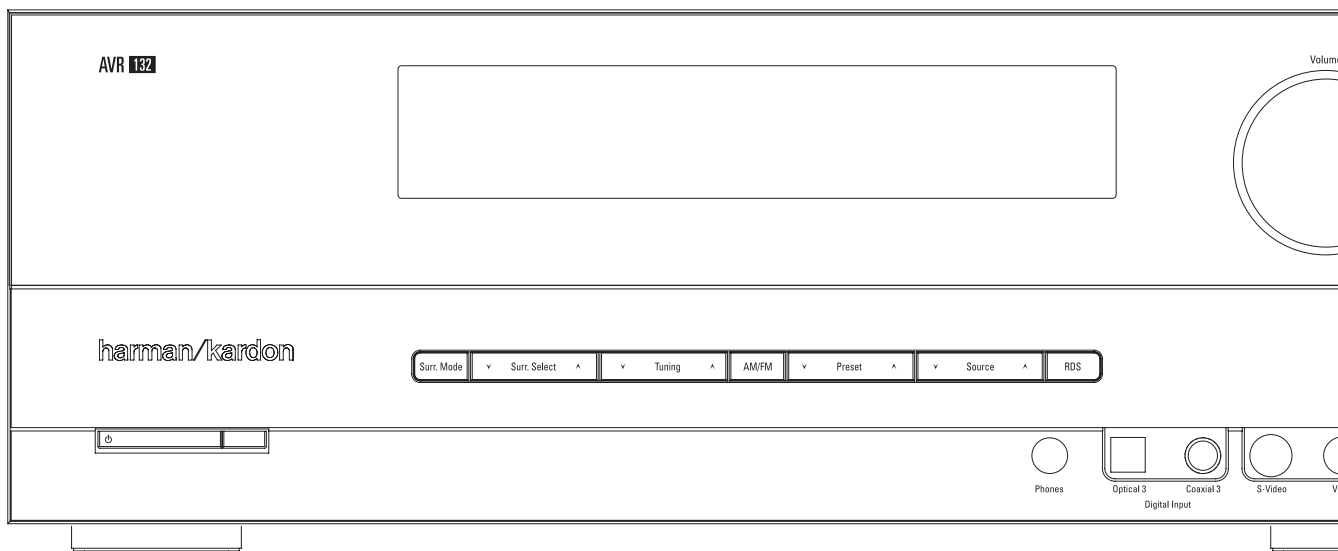 AVR 132
Volume
harman/kardon
Surr. Mode
Surr. Select
Tuning
AM/FM
Preset
Source
RDS
Phones
Optical 3
Coaxial 3
S-Video
V
Digital Input